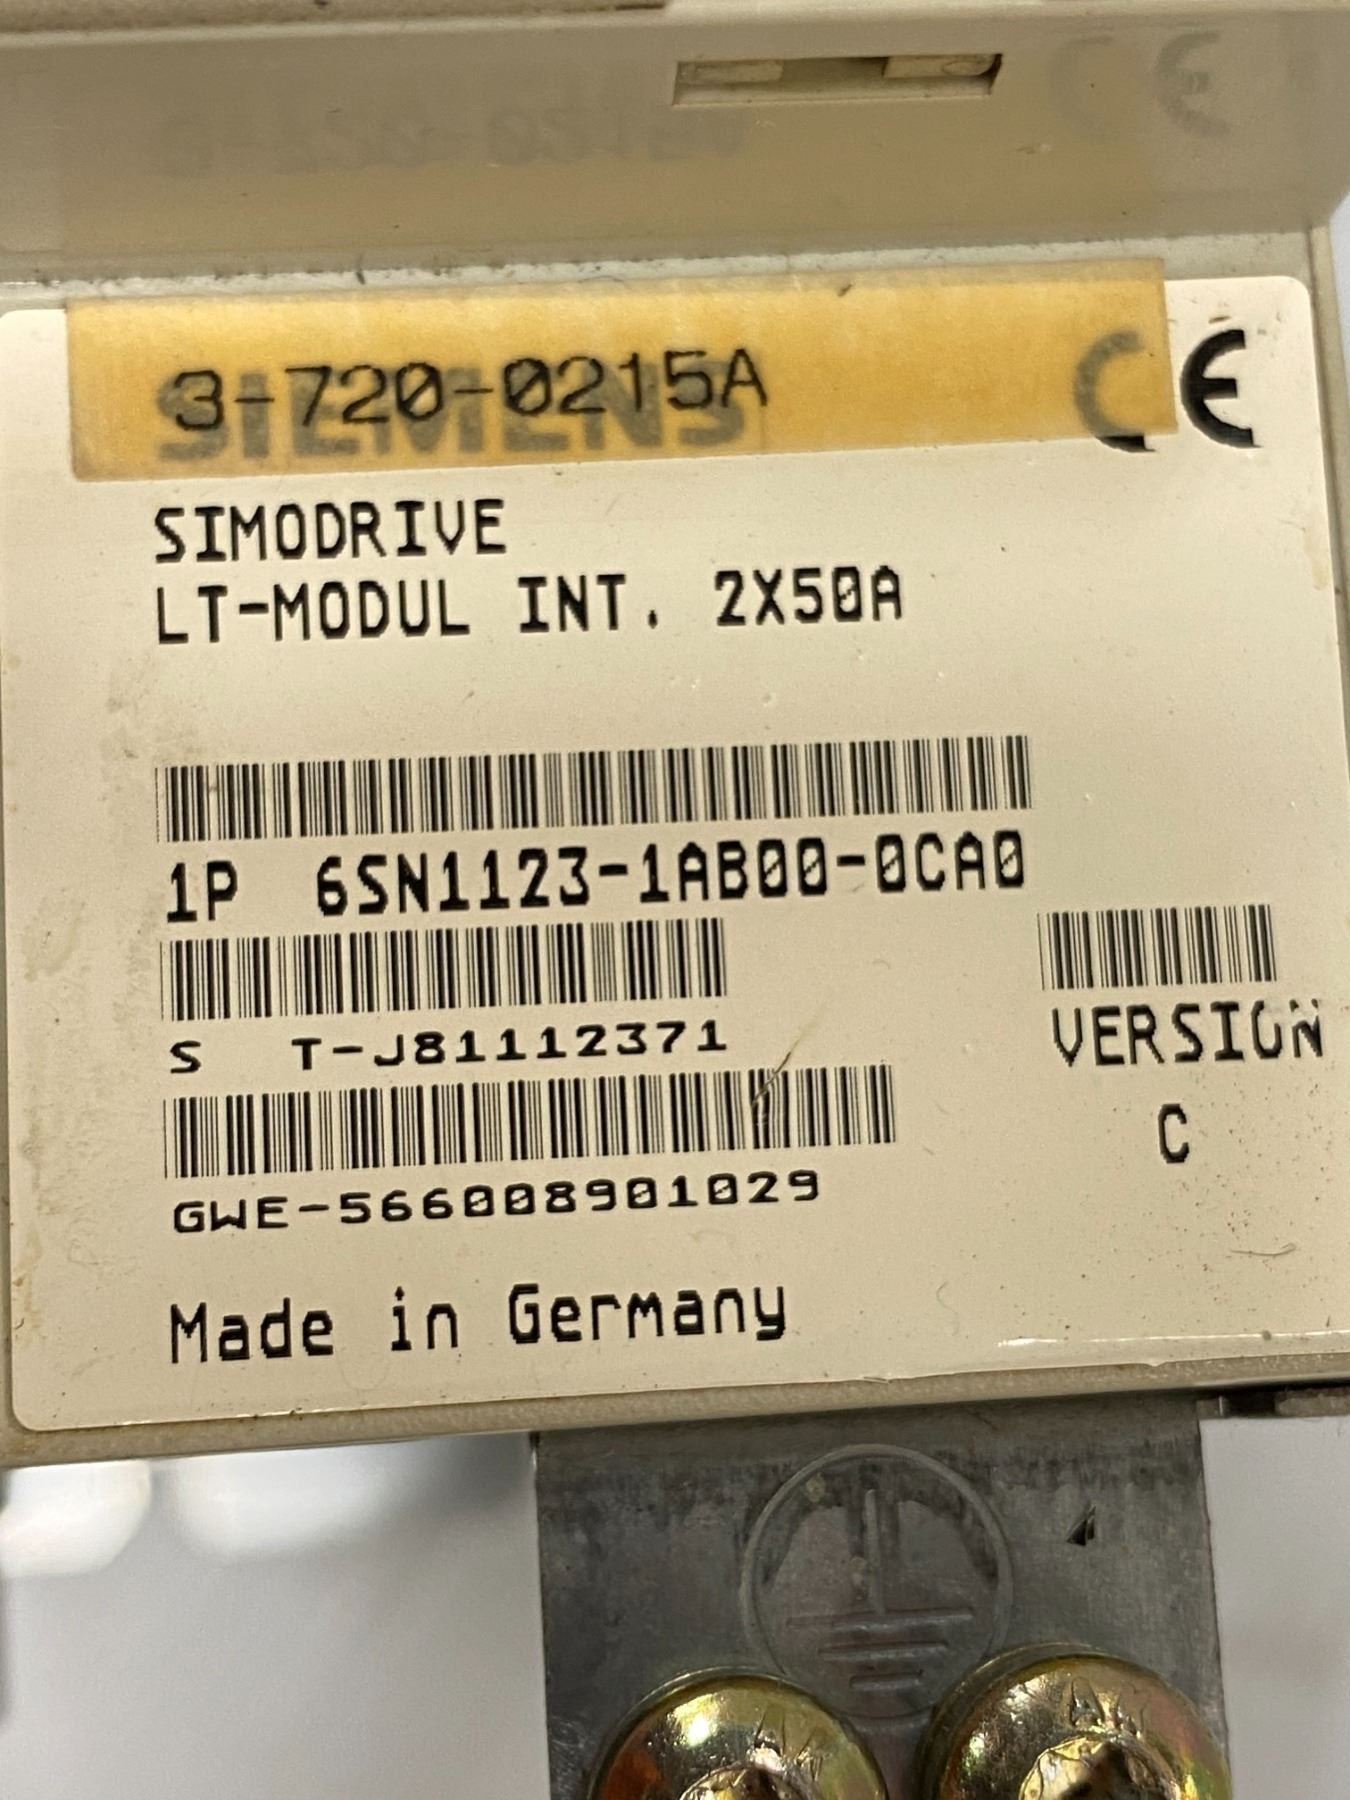 3-720-0215A
SIEMENS
CE
SIMODRIVE
LT-MODUL INT. 2X50A
1P 6SN1123-1AB00-0CA0
S T-J81112371
VERSION
C
GWE-566008901029
Made in Germany